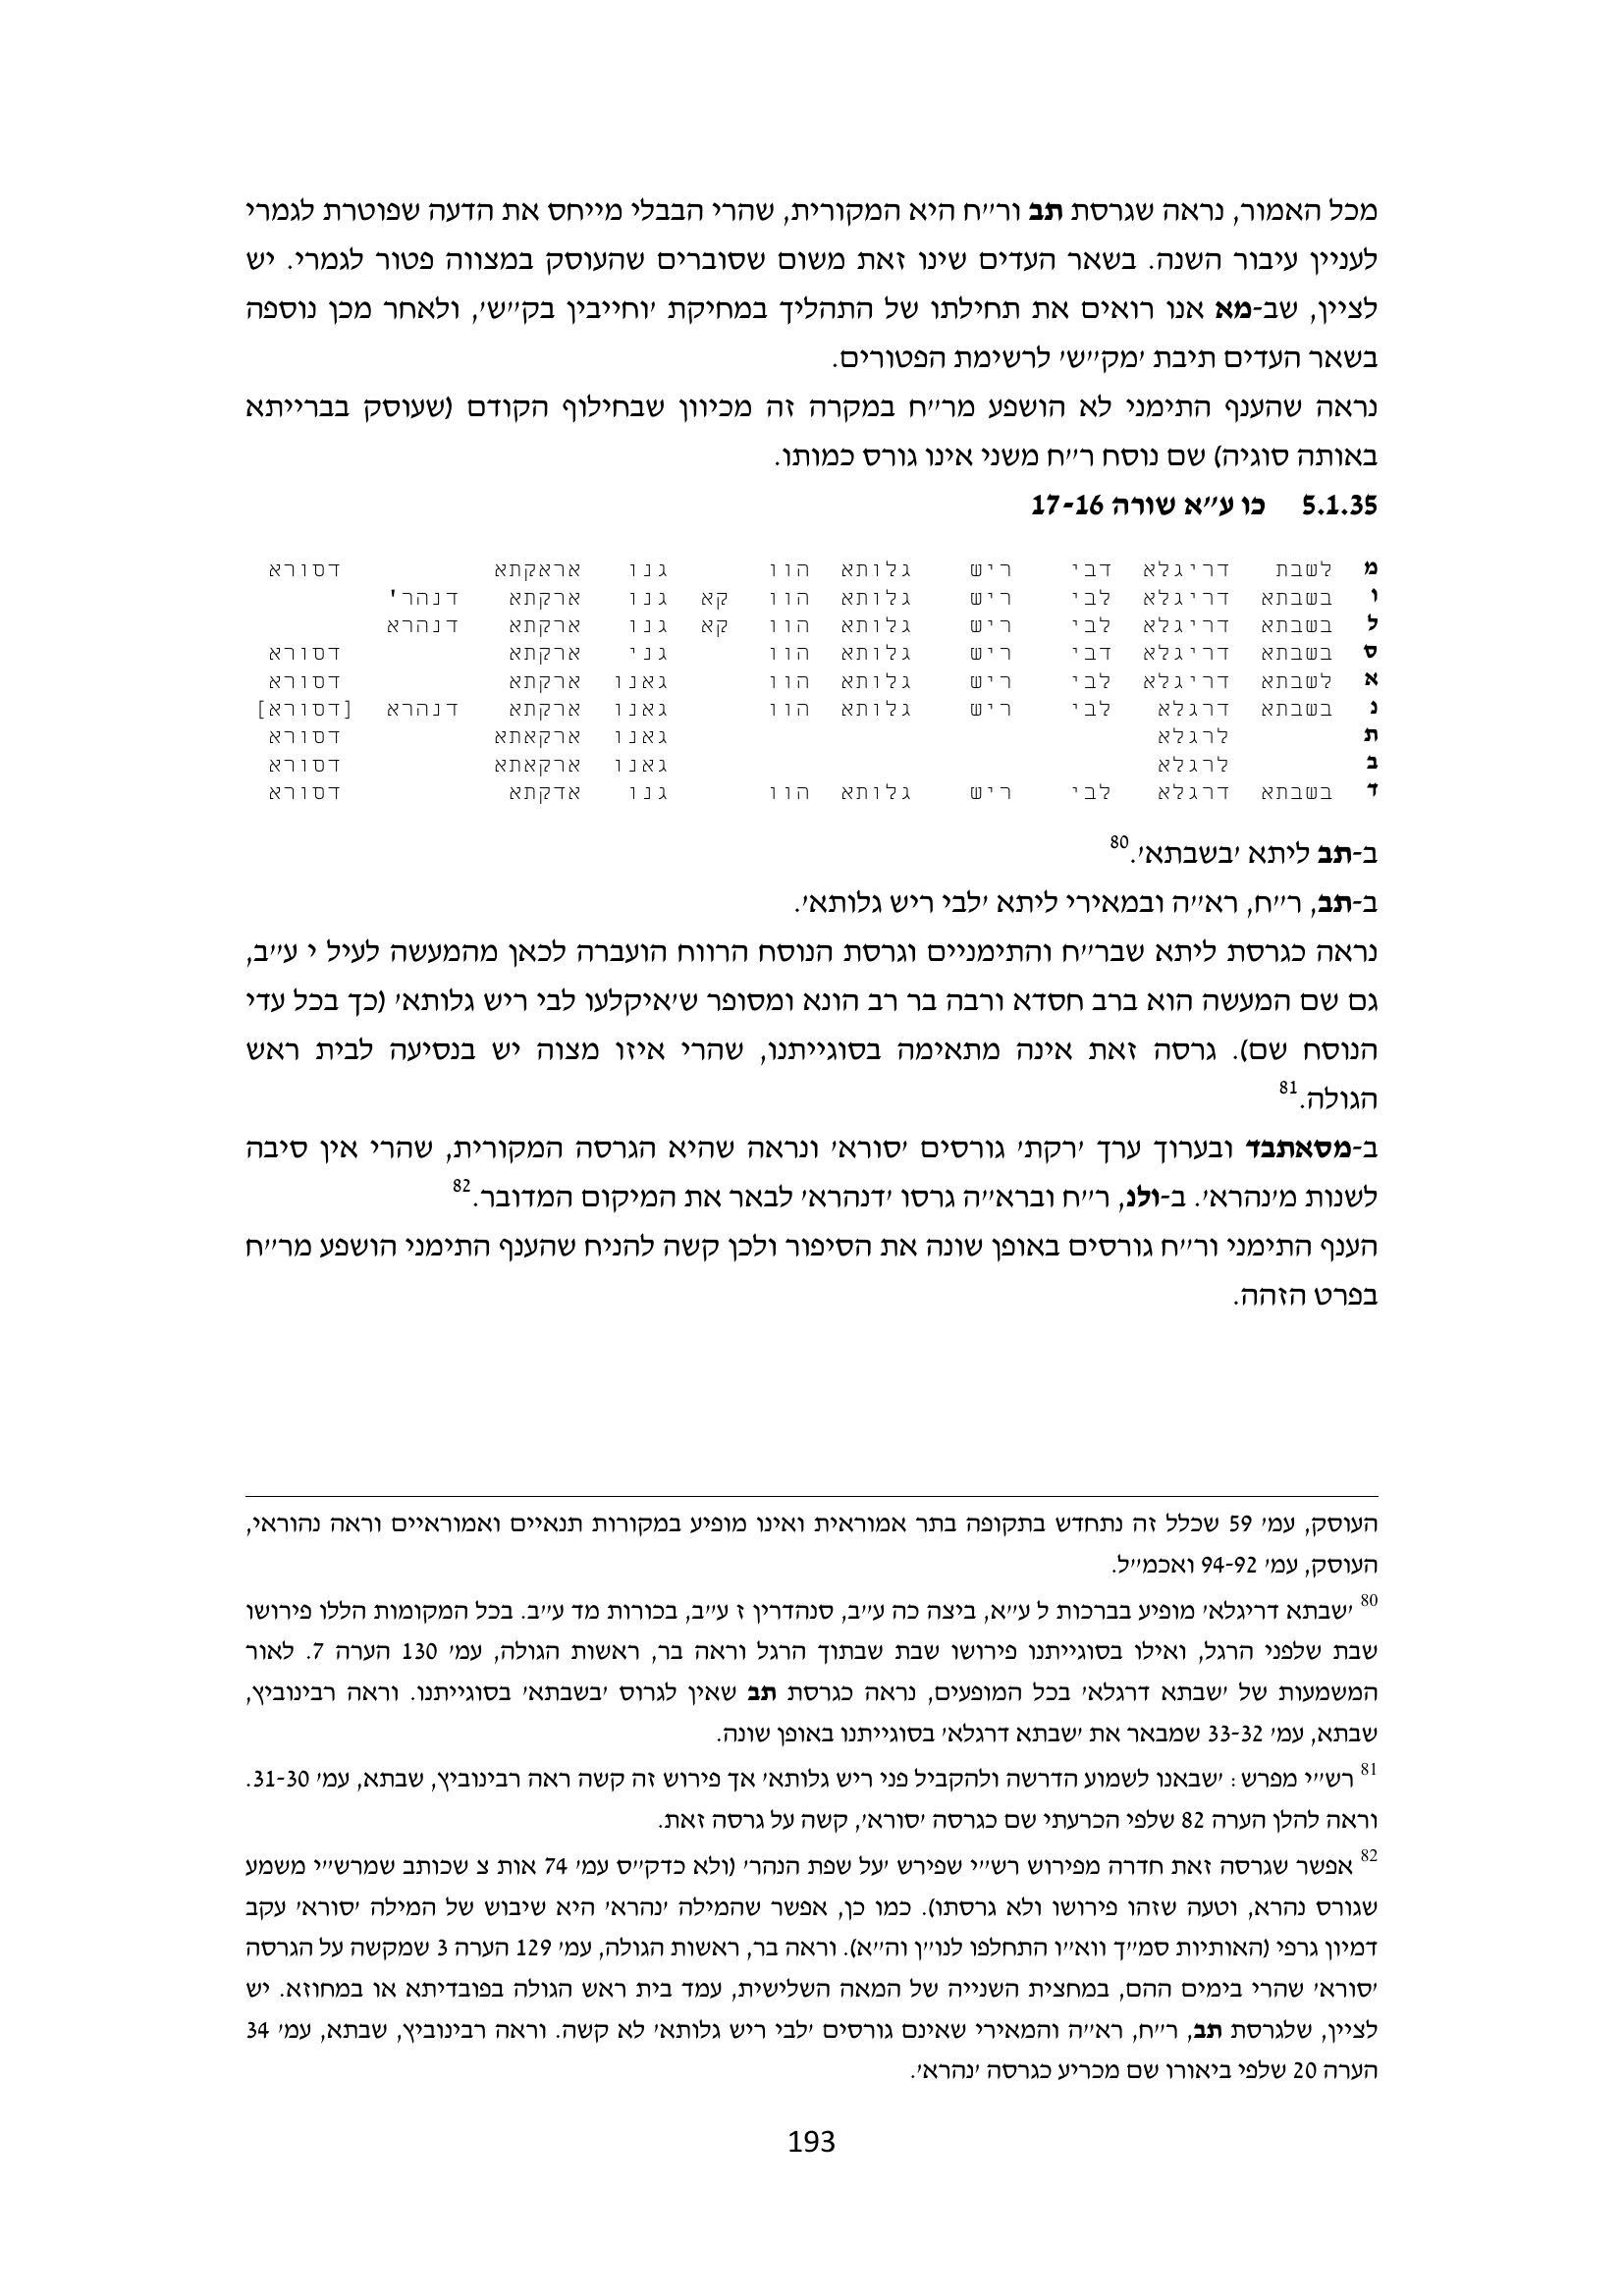 מכל האמור, נראה שגרסת תב ור״ח היא המקורית, שהרי הבבלי מייחס את הדעה שפוטרת לגמרי
לעניין עיבור השנה. בשאר העדים שינו זאת משום שסוברים שהעוסק במצווה פטור לגמרי. יש
לציין, שב-מא אנו רואים את תחילתו של התהליך במחיקת ׳וחייבין בק״ש׳, ולאחר מכן נוספה
בשאר העדים תיבת ׳מק״ש׳ לרשימת הפטורים.
נראה שהענף התימני לא הושפע מר״ח במקרה זה מכיוון שבחילוף הקודם (שעוסק בברייתא
באותה סוגיה) שם נוסח ר״ח משני אינו גורס כמותו.
5.1.35 כו ע״א שורה 17-16
מ לשבת דריגלא דבי ריש גלותא הוו גנו אראקתא דסורא
ו בשבתא דריגלא לבי ריש גלותא הוו קא גנו ארקתא דנהר'
ל בשבתא דריגלא לבי ריש גלותא הוו קא גנו ארקתא דנהרא
ס בשבתא דריגלא דבי ריש גלותא הוו גני ארקתא דסורא
א לשבתא דריגלא לבי ריש גלותא הוו גאנו ארקתא דסורא
נ בשבתא דרגלא לבי ריש גלותא הוו גאנו ארקתא דנהרא [דסורא]
ת לרגלא גאנו ארקאתא דסורא
ב לרגלא גאנו ארקאתא דסורא
ד בשבתא דרגלא לבי ריש גלותא הוו גנו אדקתא דסורא
ב-תב ליתא ׳בשבתא׳.80
ב-תב, ר״ח, רא״ה ובמאירי ליתא ׳לבי ריש גלותא׳.
נראה כגרסת ליתא שבר״ח והתימניים וגרסת הנוסח הרווח הועברה לכאן מהמעשה לעיל י ע״ב,
גם שם המעשה הוא ברב חסדא ורבה בר רב הונא ומסופר ש׳איקלעו לבי ריש גלותא׳ (כך בכל עדי
הנוסח שם). גרסה זאת אינה מתאימה בסוגייתנו, שהרי איזו מצוה יש בנסיעה לבית ראש
הגולה.81
ב-מסאתבד ובערוך ערך ׳רקת׳ גורסים ׳סורא׳ ונראה שהיא הגרסה המקורית, שהרי אין סיבה
לשנות מ׳נהרא׳. ב-ולנ, ר״ח וברא״ה גרסו ׳דנהרא׳ לבאר את המיקום המדובר.82
הענף התימני ור״ח גורסים באופן שונה את הסיפור ולכן קשה להניח שהענף התימני הושפע מר״ח
בפרט הזהה.
העוסק, עמ׳ 59 שכלל זה נתחדש בתקופה בתר אמוראית ואינו מופיע במקורות תנאיים ואמוראיים וראה נהוראי,
העוסק, עמ׳ 94-92 ואכמ״ל.
80 ׳שבתא דריגלא׳ מופיע בברכות ל ע״א, ביצה כה ע״ב, סנהדרין ז ע״ב, בכורות מד ע״ב. בכל המקומות הללו פירושו
שבת שלפני הרגל, ואילו בסוגייתנו פירושו שבת שבתוך הרגל וראה בר, ראשות הגולה, עמ׳ 130 הערה 7. לאור
המשמעות של ׳שבתא דרגלא׳ בכל המופעים, נראה כגרסת תב שאין לגרוס ׳בשבתא׳ בסוגייתנו. וראה רבינוביץ,
שבתא, עמ׳ 33-32 שמבאר את ׳שבתא דרגלא׳ בסוגייתנו באופן שונה.
81 רש״י מפרש: ׳שבאנו לשמוע הדרשה ולהקביל פני ריש גלותא׳ אך פירוש זה קשה ראה רבינוביץ, שבתא, עמ׳ 31-30.
וראה להלן הערה 82 שלפי הכרעתי שם כגרסה ׳סורא׳, קשה על גרסה זאת.
82 אפשר שגרסה זאת חדרה מפירוש רש״י שפירש ׳על שפת הנהר׳ (ולא כדק״ס עמ׳ 74 אות צ שכותב שמרש״י משמע
שגורס נהרא, וטעה שזהו פירושו ולא גרסתו). כמו כן, אפשר שהמילה ׳נהרא׳ היא שיבוש של המילה ׳סורא׳ עקב
דמיון גרפי (האותיות סמ״ך ווא״ו התחלפו לנו״ן וה״א). וראה בר, ראשות הגולה, עמ׳ 129 הערה 3 שמקשה על הגרסה
׳סורא׳ שהרי בימים ההם, במחצית השנייה של המאה השלישית, עמד בית ראש הגולה בפובדיתא או במחוזא. יש
לציין, שלגרסת תב, ר״ח, רא״ה והמאירי שאינם גורסים ׳לבי ריש גלותא׳ לא קשה. וראה רבינוביץ, שבתא, עמ׳ 34
הערה 20 שלפי ביאורו שם מכריע כגרסה ׳נהרא׳.
193